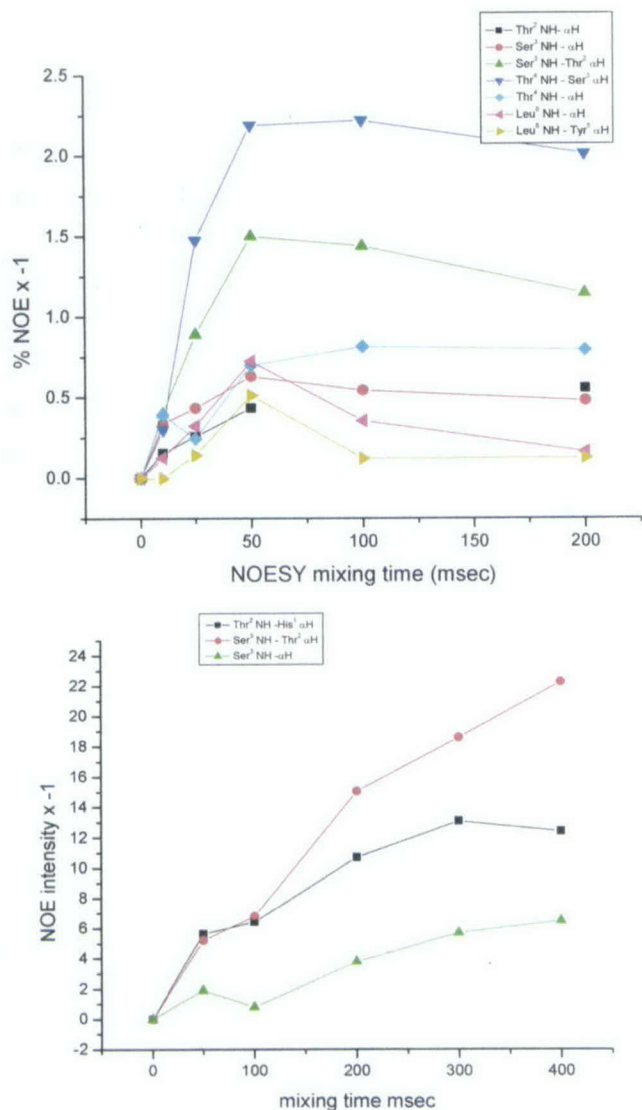 Thr² NH- αH
Ser³ NH - αH
Ser³ NH -Thr² αH
Thr⁴ NH - Ser³ αH
Thr⁴ NH - αH
Leu⁶ NH - αH
Leu⁶ NH - Tyr⁵ αH
2.5
2.0
1.5
1.0
0.5
0.0
% NOE x -1
0
50
100
150
200
NOESY mixing time (msec)
Thr² NH -His¹ αH
Ser³ NH - Thr² αH
Ser³ NH -αH
24
22
20
18
16
14
12
10
8
6
4
2
0
-2
NOE intensity x -1
0
100
200
300
400
mixing time msec